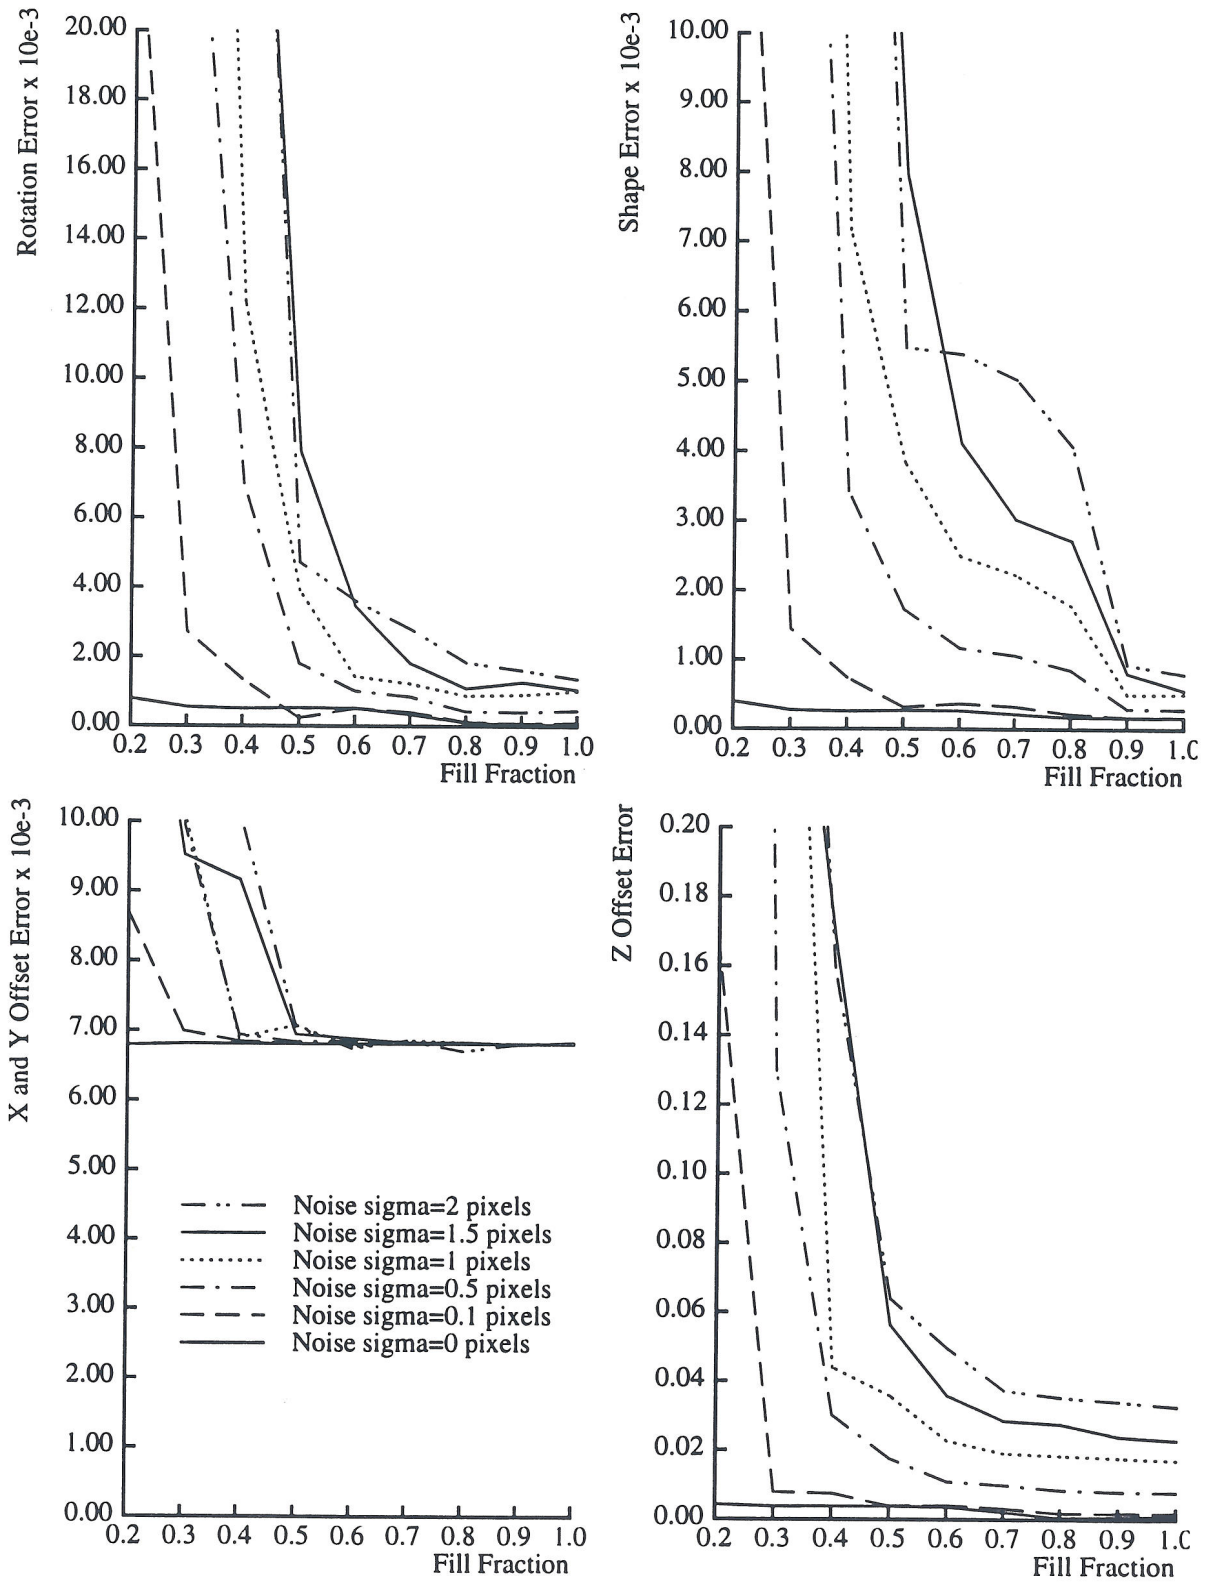 Rotation Error x 10e-3
20.00
18.00
16.00
14.00
12.00
10.00
8.00
6.00
4.00
2.00
0.00
0.2 0.3 0.4 0.5 0.6 0.7 0.8 0.9 1.0
Fill Fraction
Shape Error x 10e-3
10.00
9.00
8.00
7.00
6.00
5.00
4.00
3.00
2.00
1.00
0.00
0.2 0.3 0.4 0.5 0.6 0.7 0.8 0.9 1.0
Fill Fraction
X and Y Offset Error x 10e-3
10.00
9.00
8.00
7.00
6.00
5.00
4.00
3.00
2.00
1.00
0.00
Noise sigma=2 pixels
Noise sigma=1.5 pixels
Noise sigma=1 pixels
Noise sigma=0.5 pixels
Noise sigma=0.1 pixels
Noise sigma=0 pixels
0.2 0.3 0.4 0.5 0.6 0.7 0.8 0.9 1.0
Fill Fraction
Z Offset Error
0.20
0.18
0.16
0.14
0.12
0.10
0.08
0.06
0.04
0.02
0.00
0.2 0.3 0.4 0.5 0.6 0.7 0.8 0.9 1.0
Fill Fraction